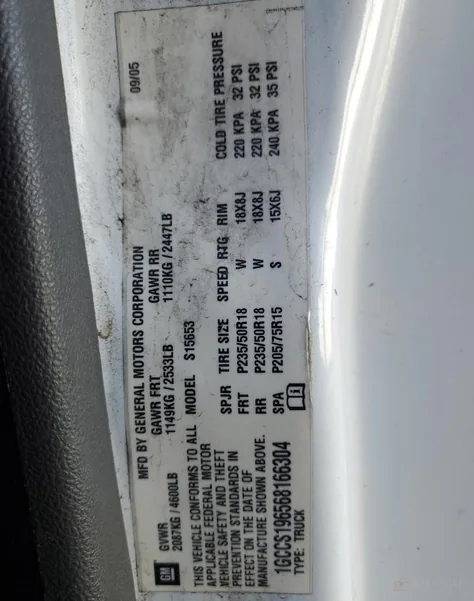 GM
MFD BY GENERAL MOTORS CORPORATION 09/05
GVWR GAWR FRT GAWR RR
2087KG / 4600LB 1149KG / 2533LB 1110KG / 2447LB
THIS VEHICLE CONFORMS TO ALL
APPLICABLE FEDERAL MOTOR
VEHICLE SAFETY AND THEFT
PREVENTION STANDARDS IN
EFFECT ON THE DATE OF
MANUFACTURE SHOWN ABOVE.
1GCCS196568166304
TYPE: TRUCK
MODEL S15653
SPJR TIRE SIZE SPEED RTG RIM COLD TIRE PRESSURE
FRT P235/50R18 W 18X8J 220 KPA 32 PSI
RR P235/50R18 W 18X8J 220 KPA 32 PSI
SPA P205/75R15 S 15X6J 240 KPA 35 PSI